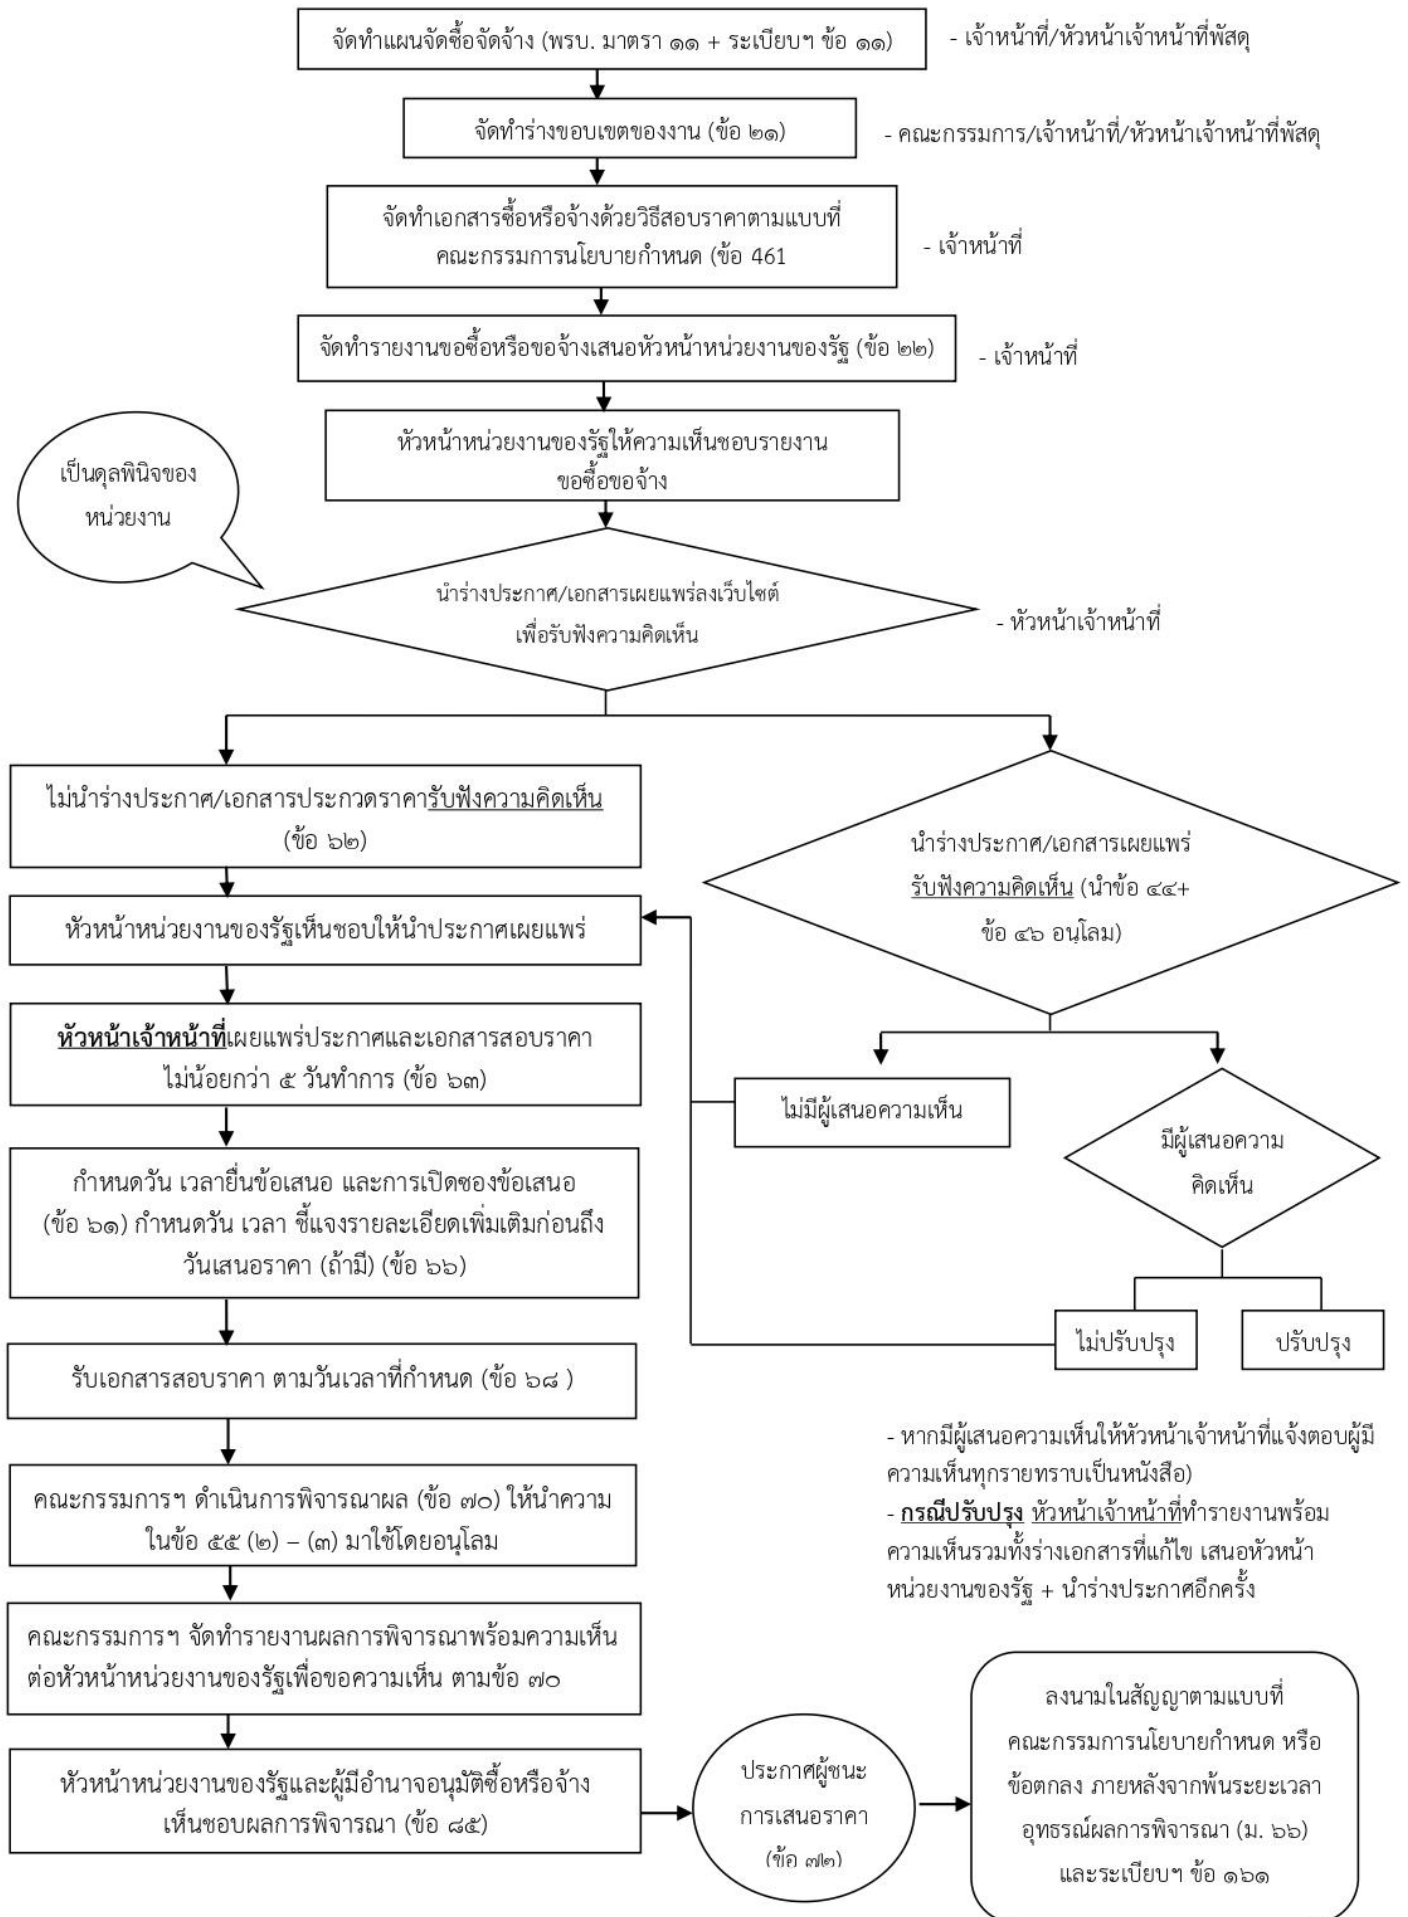 จัดทำแผนจัดซื้อจัดจ้าง (พรบ. มาตรา ๑๑ + ระเบียบฯ ข้อ ๑๑)
- เจ้าหน้าที่/หัวหน้าเจ้าหน้าที่พัสดุ
จัดทำร่างขอบเขตของงาน (ข้อ ๒๑)
- คณะกรรมการ/เจ้าหน้าที่/หัวหน้าเจ้าหน้าที่พัสดุ
จัดทำเอกสารซื้อหรือจ้างด้วยวิธีสอบราคาตามแบบที่
คณะกรรมการนโยบายกำหนด (ข้อ 461
- เจ้าหน้าที่
จัดทำรายงานขอซื้อหรือขอจ้างเสนอหัวหน้าหน่วยงานของรัฐ (ข้อ ๒๒)
- เจ้าหน้าที่
หัวหน้าหน่วยงานของรัฐให้ความเห็นชอบรายงาน
ขอซื้อขอจ้าง
เป็นดุลพินิจของ
หน่วยงาน
นำร่างประกาศ/เอกสารเผยแพร่ลงเว็บไซต์
เพื่อรับฟังความคิดเห็น
- หัวหน้าเจ้าหน้าที่
ไม่นำร่างประกาศ/เอกสารประกวดราคารับฟังความคิดเห็น
(ข้อ ๖๒)
หัวหน้าหน่วยงานของรัฐเห็นชอบให้นำประกาศเผยแพร่
หัวหน้าเจ้าหน้าที่เผยแพร่ประกาศและเอกสารสอบราคา
ไม่น้อยกว่า ๕ วันทำการ (ข้อ ๖๓)
กำหนดวัน เวลายื่นข้อเสนอ และการเปิดซองข้อเสนอ
(ข้อ ๖๑) กำหนดวัน เวลา ชี้แจงรายละเอียดเพิ่มเติมก่อนถึง
วันเสนอราคา (ถ้ามี) (ข้อ ๖๖)
รับเอกสารสอบราคา ตามวันเวลาที่กำหนด (ข้อ ๖๘ )
คณะกรรมการฯ ดำเนินการพิจารณาผล (ข้อ ๗๐) ให้นำความ
ในข้อ ๕๕ (๒) – (๓) มาใช้โดยอนุโลม
คณะกรรมการฯ จัดทำรายงานผลการพิจารณาพร้อมความเห็น
ต่อหัวหน้าหน่วยงานของรัฐเพื่อขอความเห็น ตามข้อ ๗๐
หัวหน้าหน่วยงานของรัฐและผู้มีอำนาจอนุมัติซื้อหรือจ้าง
เห็นชอบผลการพิจารณา (ข้อ ๘๕)
นำร่างประกาศ/เอกสารเผยแพร่
รับฟังความคิดเห็น (นำข้อ ๔๔+
ข้อ ๔๖ อนุโลม)
ไม่มีผู้เสนอความเห็น
มีผู้เสนอความ
คิดเห็น
ไม่ปรับปรุง
ปรับปรุง
- หากมีผู้เสนอความเห็นให้หัวหน้าเจ้าหน้าที่แจ้งตอบผู้มี
ความเห็นทุกรายทราบเป็นหนังสือ)
- กรณีปรับปรุง หัวหน้าเจ้าหน้าที่ทำรายงานพร้อม
ความเห็นรวมทั้งร่างเอกสารที่แก้ไข เสนอหัวหน้า
หน่วยงานของรัฐ + นำร่างประกาศอีกครั้ง
ประกาศผู้ชนะ
การเสนอราคา
(ข้อ ๗๒)
ลงนามในสัญญาตามแบบที่
คณะกรรมการนโยบายกำหนด หรือ
ข้อตกลง ภายหลังจากพ้นระยะเวลา
อุทธรณ์ผลการพิจารณา (ม. ๖๖)
และระเบียบฯ ข้อ ๑๖๑